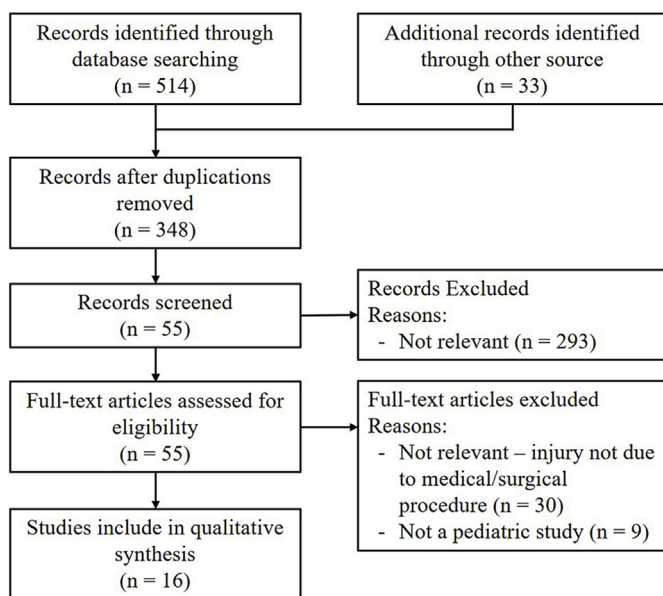 Records identified through
database searching
(n = 514)
Additional records identified
through other source
(n = 33)
Records after duplications
removed
(n = 348)
Records screened
(n = 55)
Records Excluded
Reasons:
- Not relevant (n = 293)
Full-text articles assessed for
eligibility
(n = 55)
Full-text articles excluded
Reasons:
- Not relevant – injury not due
to medical/surgical
procedure (n = 30)
- Not a pediatric study (n = 9)
Studies include in qualitative
synthesis
(n = 16)